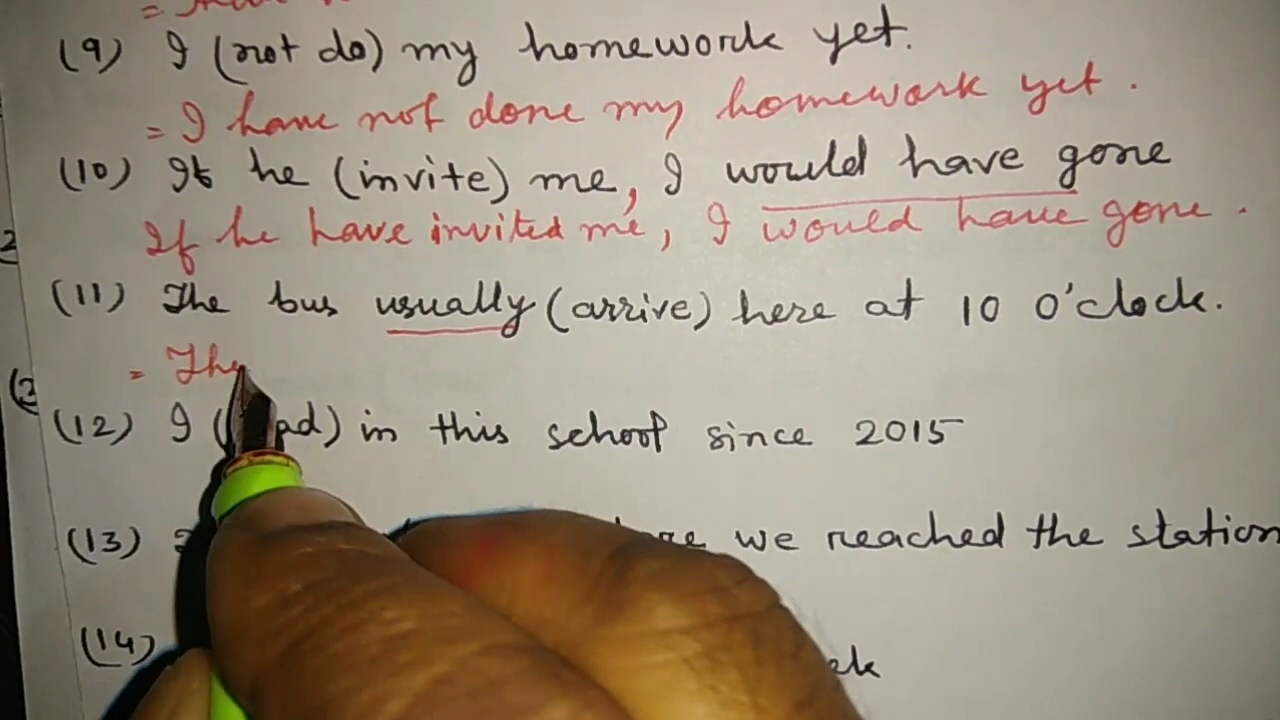 (9) I (not do) my homework yet.
= I have not done my homework yet.
(10) If he (invite) me, I would have gone
If he have invited me, I would have gone.
(11) The bus usually (arrive) here at 10 O'clock.
= The
(12) I ( in this school since 2015
(13) we reached the station
(14)